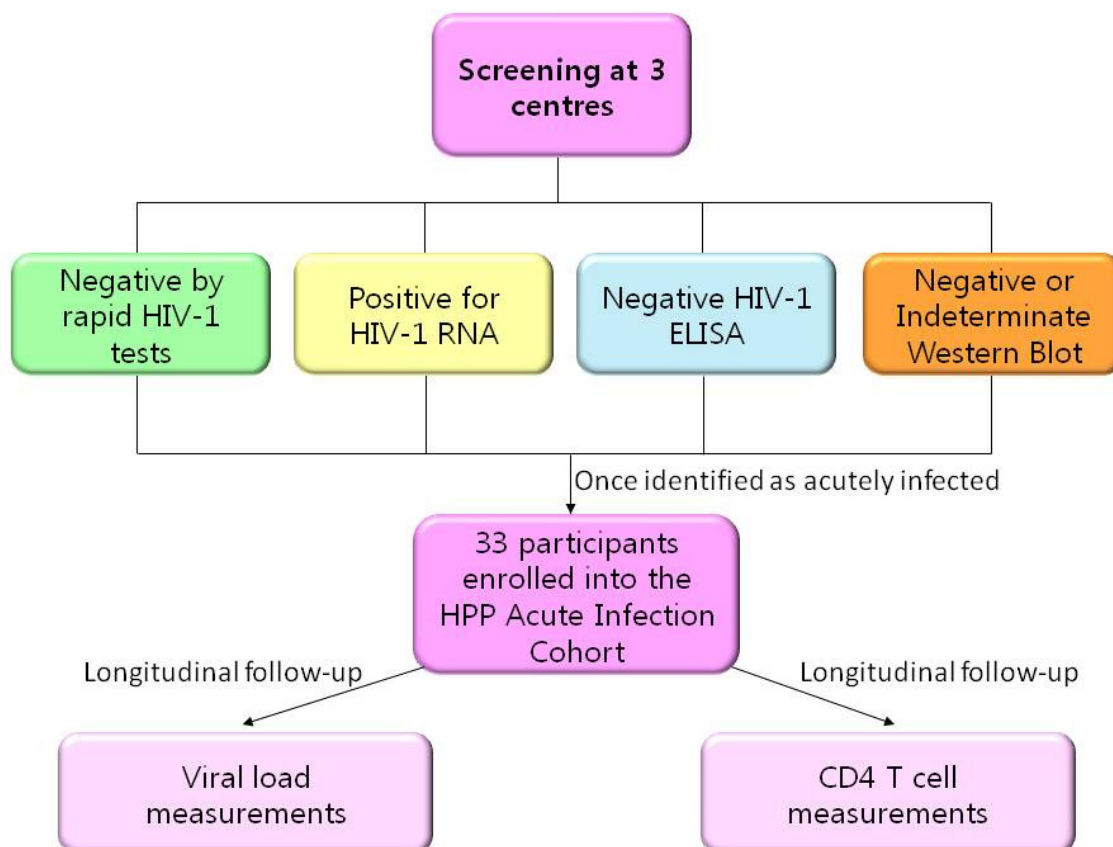 Screening at 3
centres
Negative by
rapid HIV-1
tests
Positive for
HIV-1 RNA
Negative HIV-1
ELISA
Negative or
Indeterminate
Western Blot
Once identified as acutely infected
33 participants
enrolled into the
HPP Acute Infection
Cohort
Longitudinal follow-up
Longitudinal follow-up
Viral load
measurements
CD4 T cell
measurements